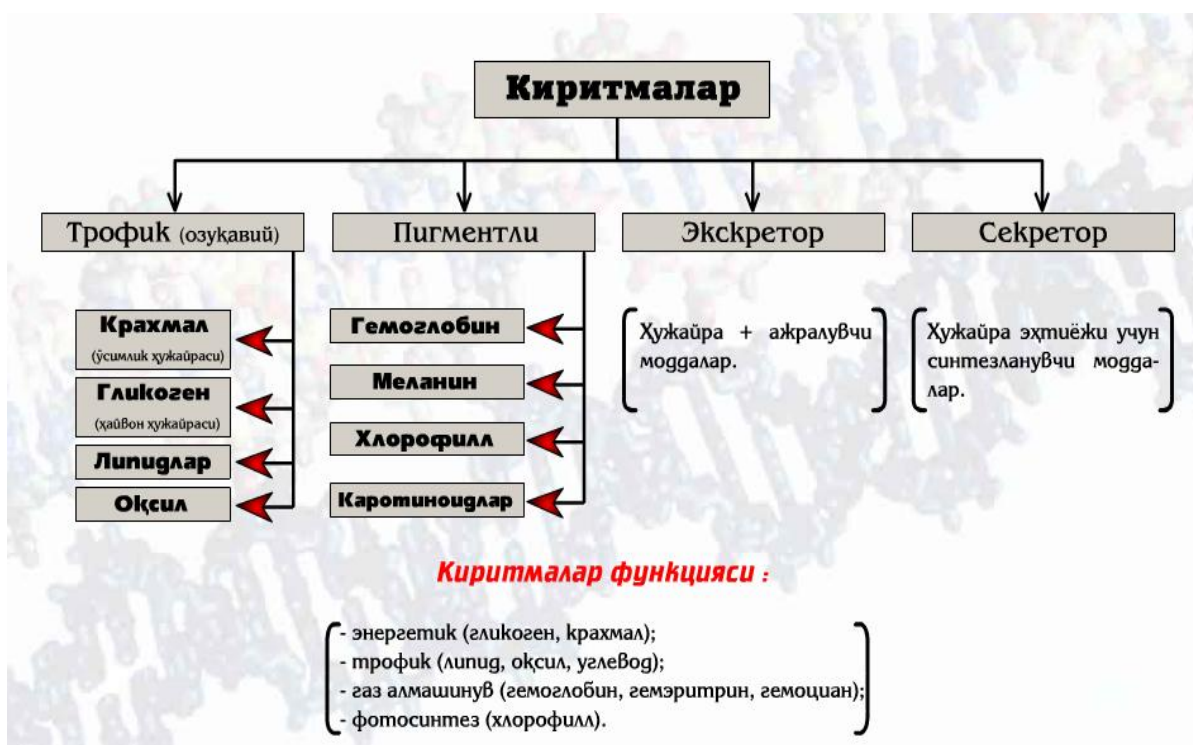 Киритмалар
Трофик (озуқавий)
Пигментли
Экскретор
Секретор
Крахмал
(ўсимлик ҳужайраси)
Гликоген
(ҳайвон ҳужайраси)
Липидлар
Оқсил
Гемоглобин
Меланин
Хлорофилл
Каротиноидлар
Ҳужайра + ажралувчи
моддалар.
Ҳужайра эҳтиёжи учун
синтезланувчи модда-
лар.
Киритмалар функцияси :
- энергетик (гликоген, крахмал);
- трофик (липид, оқсил, углевод);
- газ алмашинув (гемоглобин, гемэритрин, гемоциан);
- фотосинтез (хлорофилл).